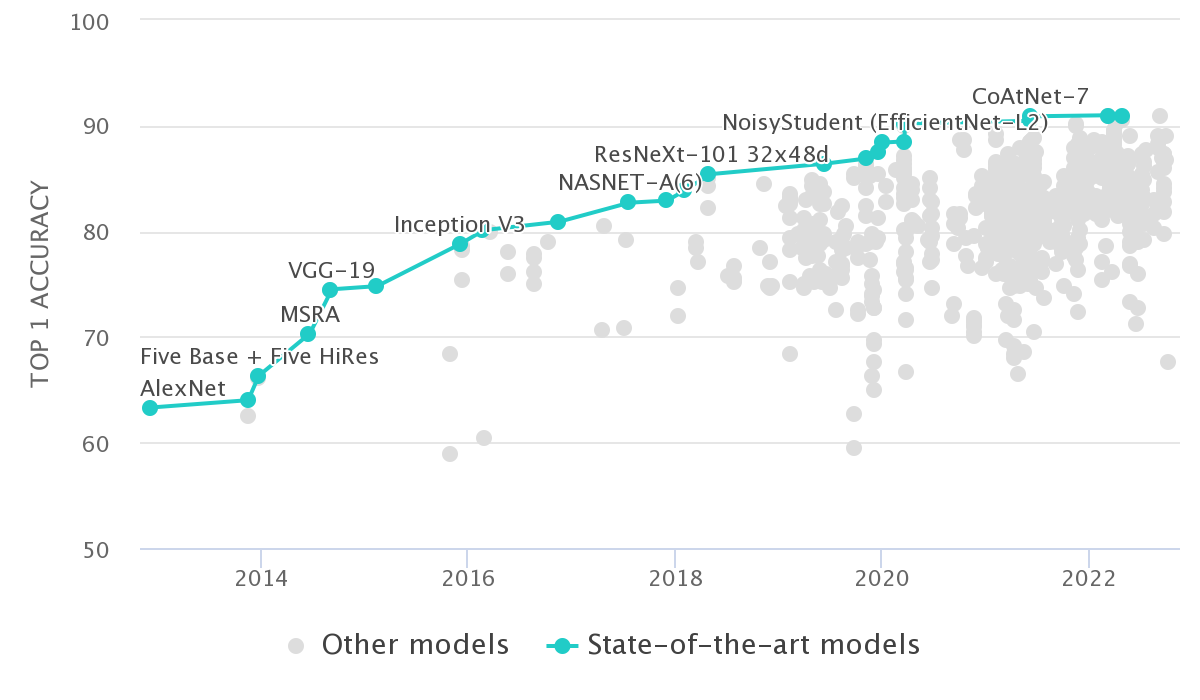 100
90
80
70
60
50
TOP 1 ACCURACY
CoAtNet-7
NoisyStudent (EfficientNet-L2)
ResNeXt-101 32x48d
NASNET-A(6)
Inception V3
VGG-19
MSRA
Five Base + Five HiRes
AlexNet
2014
2016
2018
2020
2022
Other models
State-of-the-art models